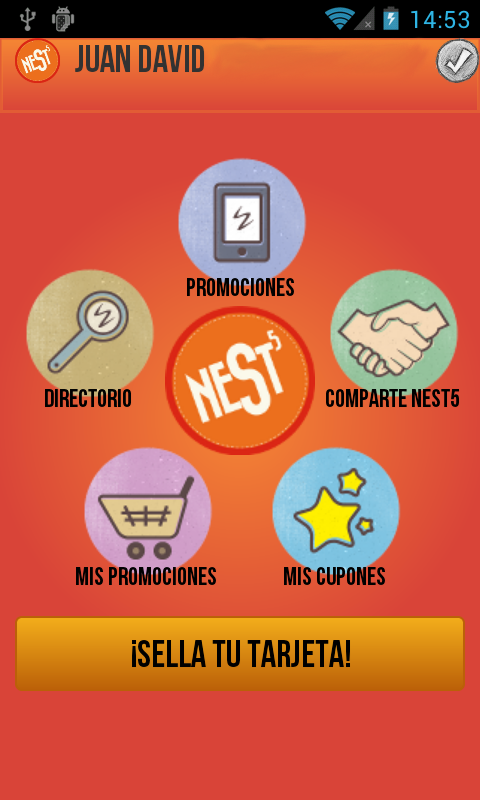 14:53
NEST5
JUAN DAVID
PROMOCIONES
DIRECTORIO
NEST5
COMPARTE NEST5
MIS PROMOCIONES
MIS CUPONES
¡SELLA TU TARJETA!